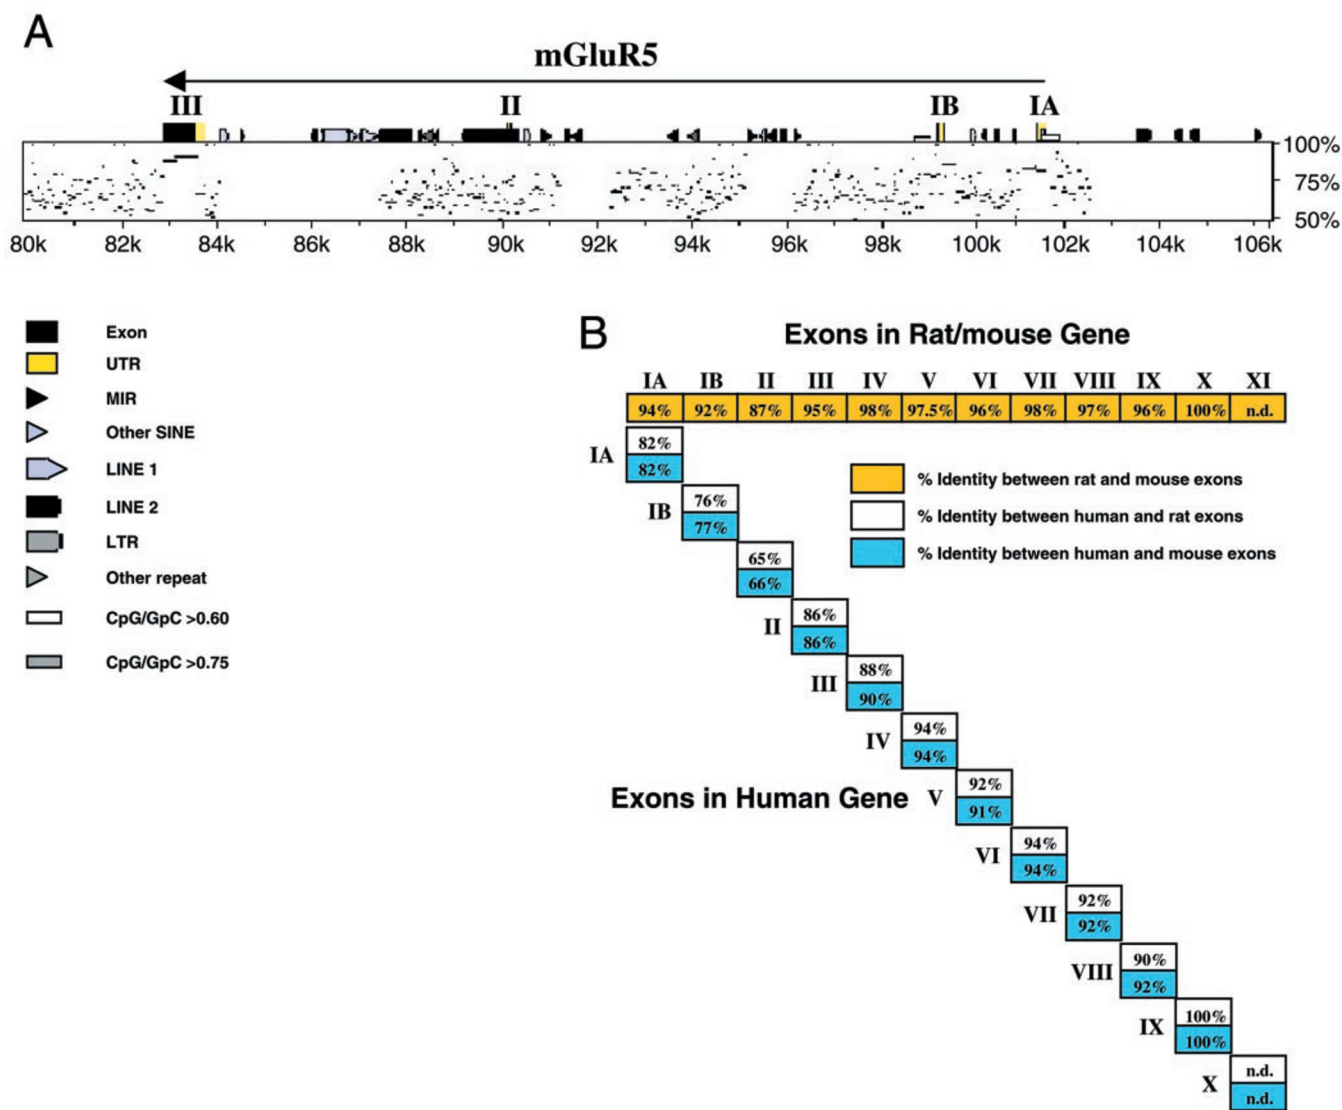 A
mGluR5
III II IB IA
100%
75%
50%
80k 82k 84k 86k 88k 90k 92k 94k 96k 98k 100k 102k 104k 106k
Exon
UTR
MIR
Other SINE
LINE 1
LINE 2
LTR
Other repeat
CpG/GpC >0.60
CpG/GpC >0.75
B
Exons in Rat/mouse Gene
IA IB II III IV V VI VII VIII IX X XI
94% 92% 87% 95% 98% 97.5% 96% 98% 97% 96% 100% n.d.
82%
IA
82%
% Identity between rat and mouse exons
% Identity between human and rat exons
% Identity between human and mouse exons
76%
IB
77%
65%
66%
86%
II
86%
88%
III
90%
94%
IV
94%
Exons in Human Gene
92%
V
91%
94%
VI
94%
92%
VII
92%
90%
VIII
92%
100%
IX
100%
n.d.
X
n.d.